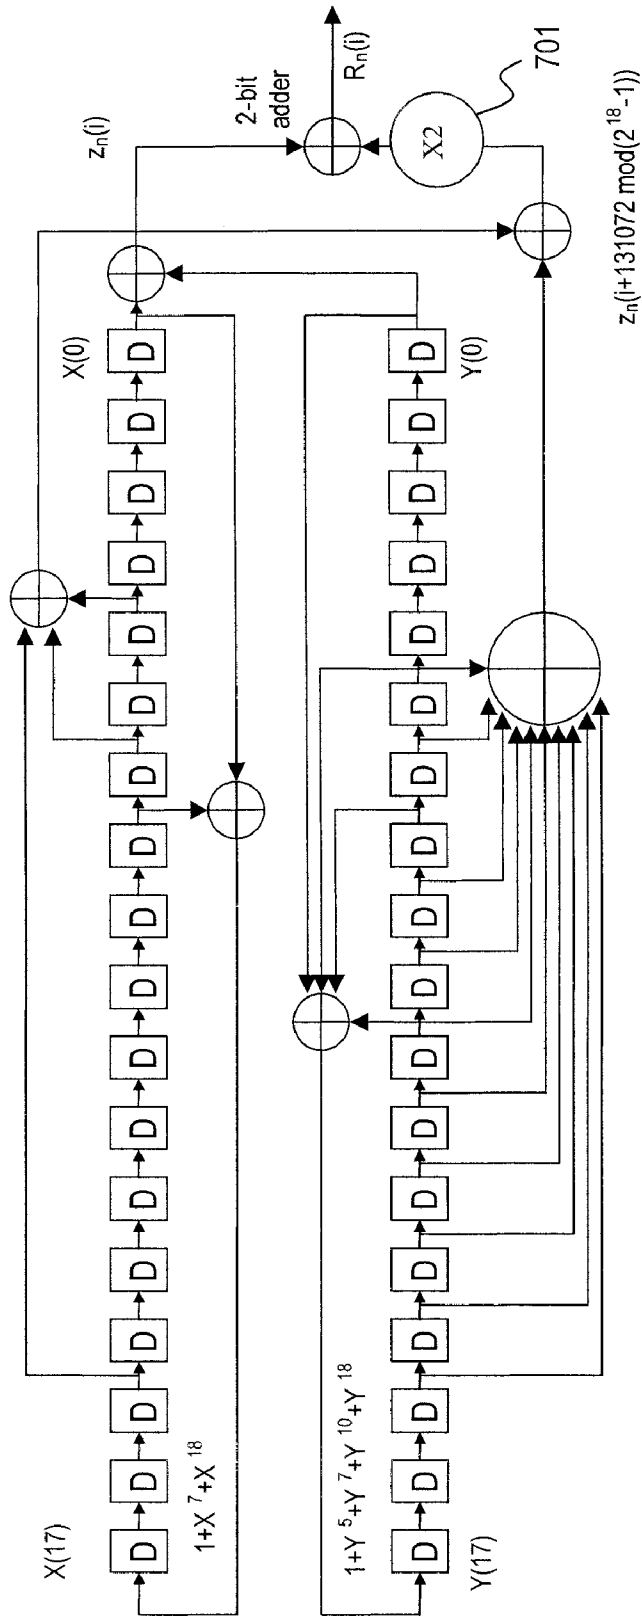 X(17)
D D D D D D D D D D D D D D D D D D
X(0)
1+X 7+X 18
zn(i)
2-bit
adder
Rn(i)
X2
701
1+Y 5+Y 7+Y 10+Y 18
D D D D D D D D D D D D D D D D D D
Y(17)
Y(0)
zn(i+131072 mod(2 18-1))